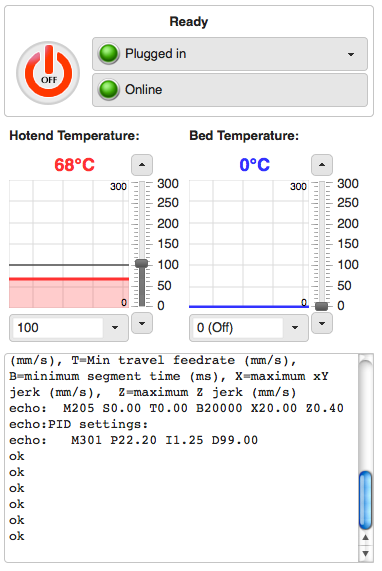 Ready
OFF
Plugged in
Online
Hotend Temperature:
68°C
300
0
300
250
200
150
100
50
0
100
Bed Temperature:
0°C
300
0
300
250
200
150
100
50
0
0 (Off)
(mm/s), T=Min travel feedrate (mm/s),
B=minimum segment time (ms), X=maximum xY
jerk (mm/s),  Z=maximum Z jerk (mm/s)
echo:  M205 S0.00 T0.00 B20000 X20.00 Z0.40
echo:PID settings:
echo:   M301 P22.20 I1.25 D99.00
ok
ok
ok
ok
ok
ok